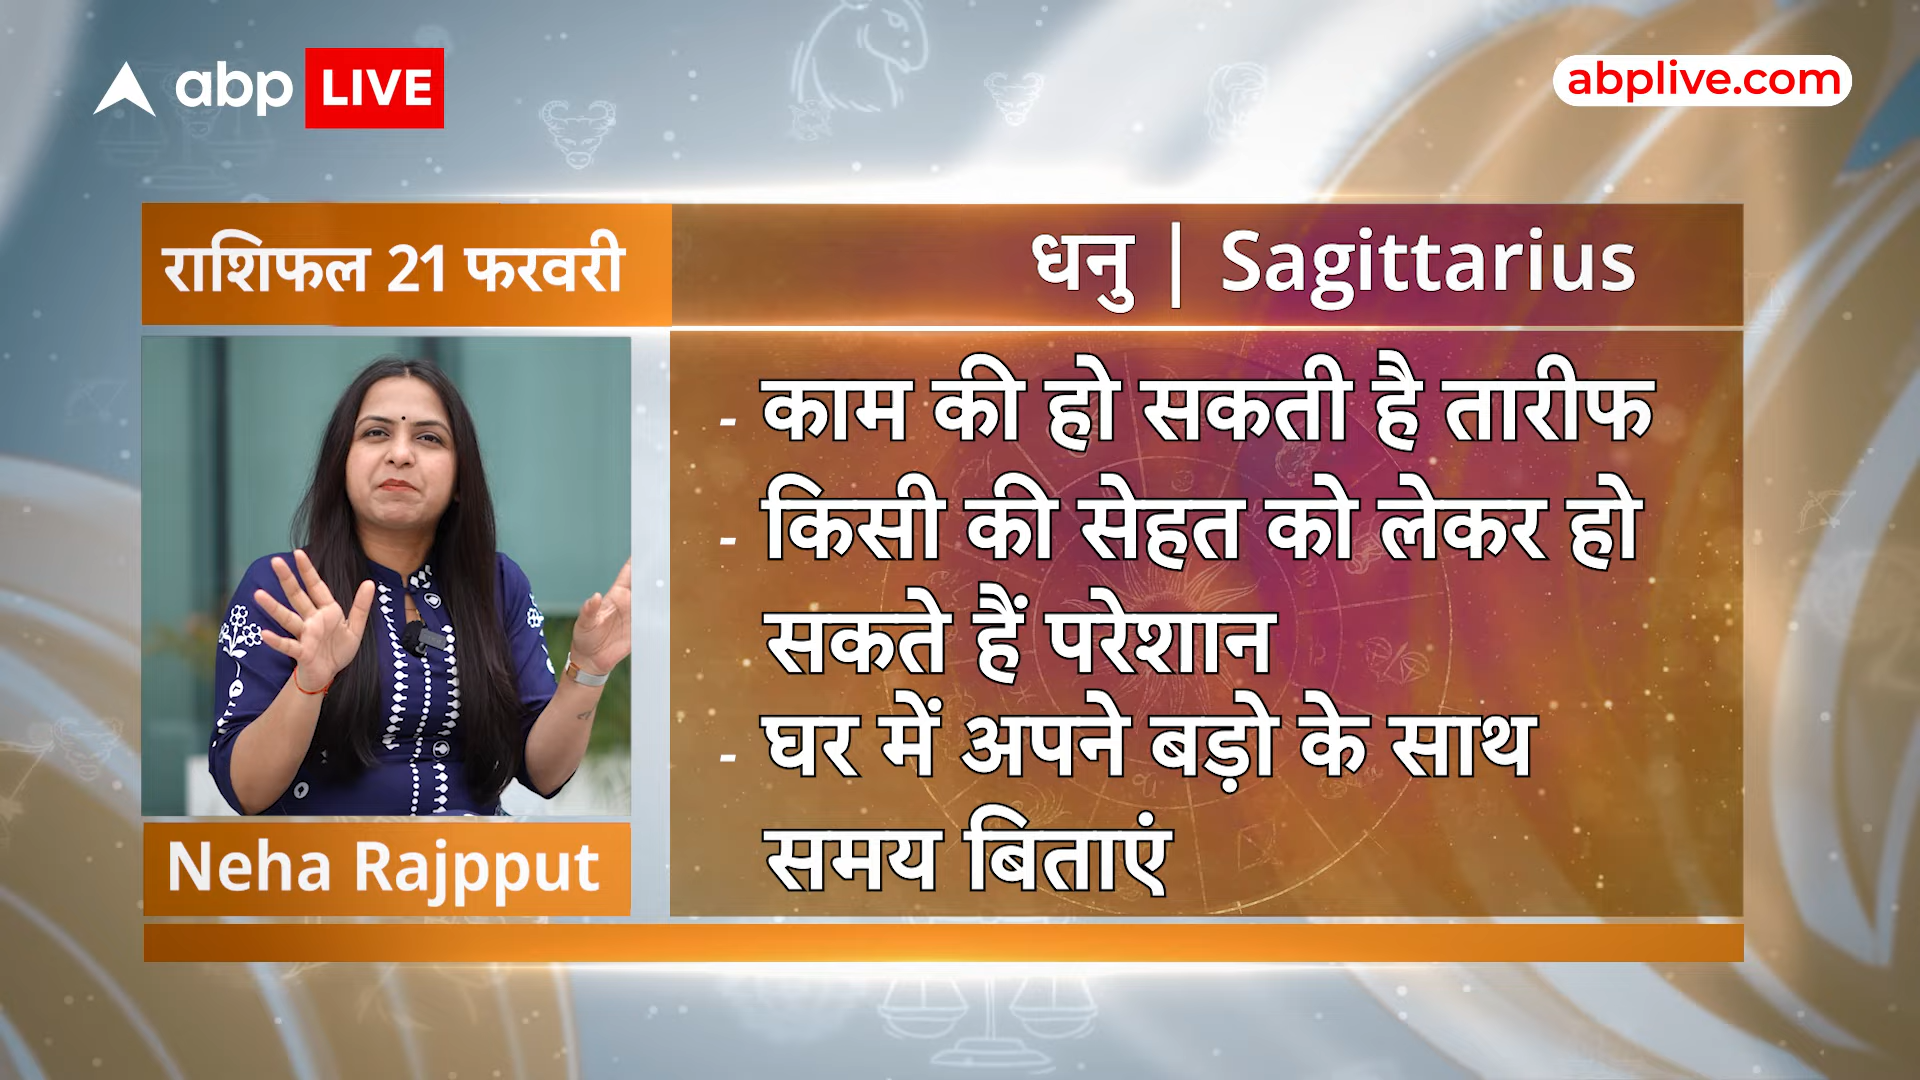 abp LIVE
abplive.com
राशिफल 21 फरवरी
धनु | Sagittarius
- काम की हो सकती है तारीफ
- किसी की सेहत को लेकर हो
सकते हैं परेशान
- घर में अपने बड़ो के साथ
समय बिताएं
Neha Rajpput